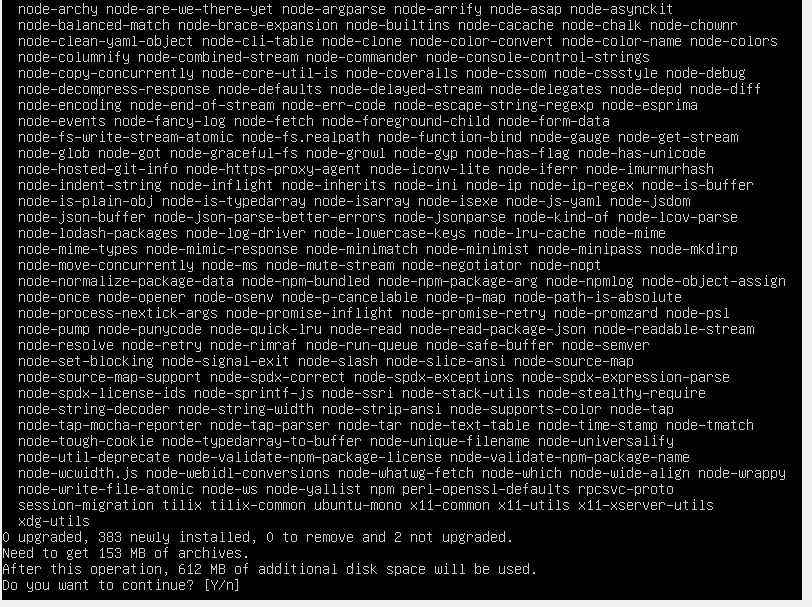 node-archy node-are-we-there-yet node-argparse node-arrify node-asap node-asynckit
node-balanced-match node-brace-expansion node-builtins node-cacache node-chalk node-chownr
node-clean-yaml-object node-cli-table node-clone node-color-convert node-color-name node-colors
node-columnify node-combined-stream node-commander node-console-control-strings
node-copy-concurrently node-core-util-is node-coveralls node-cssom node-cssstyle node-debug
node-decompress-response node-defaults node-delayed-stream node-delegates node-depd node-diff
node-encoding node-end-of-stream node-err-code node-escape-string-regexp node-esprima
node-events node-fancy-log node-fetch node-foreground-child node-form-data
node-fs-write-stream-atomic node-fs.realpath node-function-bind node-gauge node-get-stream
node-glob node-got node-graceful-fs node-growl node-gyp node-has-flag node-has-unicode
node-hosted-git-info node-https-proxy-agent node-iconv-lite node-iferr node-imurmurhash
node-indent-string node-inflight node-inherits node-ini node-ip node-ip-regex node-is-buffer
node-is-plain-obj node-is-typedarray node-isarray node-isexe node-js-yaml node-jsdom
node-json-buffer node-json-parse-better-errors node-jsonparse node-kind-of node-lcov-parse
node-lodash-packages node-log-driver node-lowercase-keys node-lru-cache node-mime
node-mime-types node-mimic-response node-minimatch node-minimist node-minipass node-mkdirp
node-move-concurrently node-ms node-mute-stream node-negotiator node-nopt
node-normalize-package-data node-npm-bundled node-npm-package-arg node-npmlog node-object-assign
node-once node-opener node-osenv node-p-cancelable node-p-map node-path-is-absolute
node-process-nextick-args node-promise-inflight node-promise-retry node-promzard node-psl
node-pump node-punycode node-quick-lru node-read node-read-package-json node-readable-stream
node-resolve node-retry node-rimraf node-run-queue node-safe-buffer node-semver
node-set-blocking node-signal-exit node-slash node-slice-ansi node-source-map
node-source-map-support node-spdx-correct node-spdx-exceptions node-spdx-expression-parse
node-spdx-license-ids node-sprintf-js node-ssri node-stack-utils node-stealthy-require
node-string-decoder node-string-width node-strip-ansi node-supports-color node-tap
node-tap-mocha-reporter node-tap-parser node-tar node-text-table node-time-stamp node-tmatch
node-tough-cookie node-typedarray-to-buffer node-unique-filename node-universalify
node-util-deprecate node-validate-npm-package-license node-validate-npm-package-name
node-wcwidth.js node-webidl-conversions node-whatwg-fetch node-which node-wide-align node-wrappy
node-write-file-atomic node-ws node-yallist npm perl-openssl-defaults rpcsvc-proto
session-migration tilix tilix-common ubuntu-mono x11-common x11-utils x11-xserver-utils
xdg-utils
0 upgraded, 383 newly installed, 0 to remove and 2 not upgraded.
Need to get 153 MB of archives.
After this operation, 612 MB of additional disk space will be used.
Do you want to continue? [Y/n]